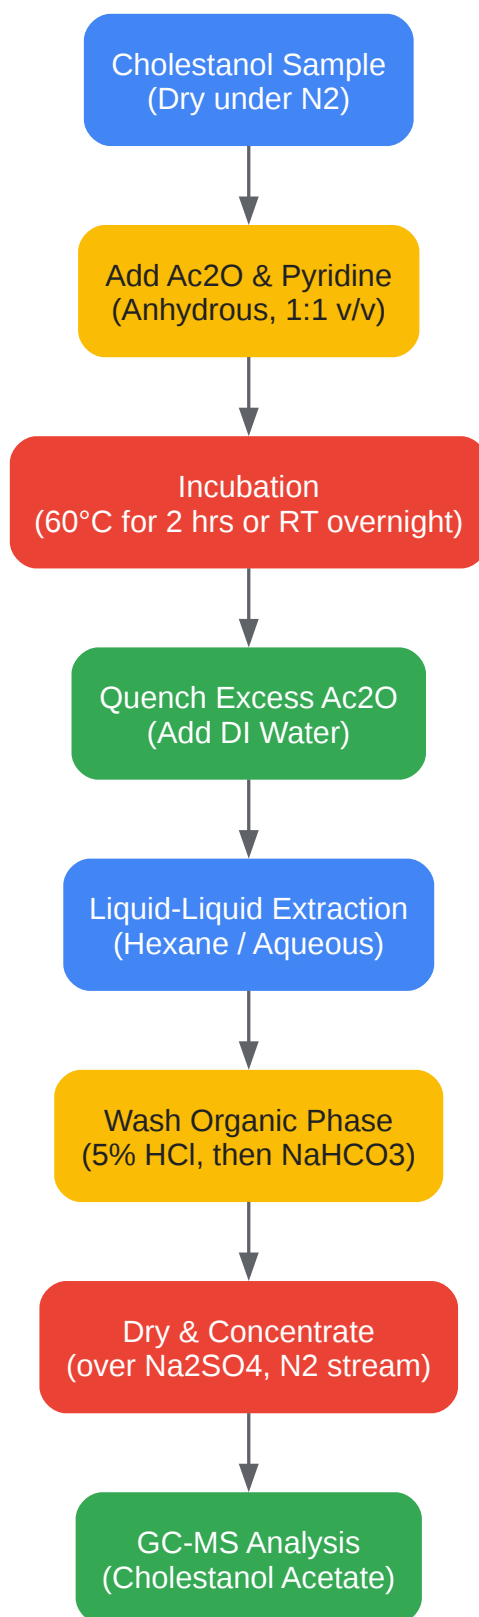 Cholestanol Sample
(Dry under N2)
Add Ac2O & Pyridine
(Anhydrous, 1:1 v/v)
Incubation
(60°C for 2 hrs or RT overnight)
Quench Excess Ac2O
(Add DI Water)
Liquid-Liquid Extraction
(Hexane / Aqueous)
Wash Organic Phase
(5% HCl, then NaHCO3)
Dry & Concentrate
(over Na2SO4, N2 stream)
GC-MS Analysis
(Cholestanol Acetate)